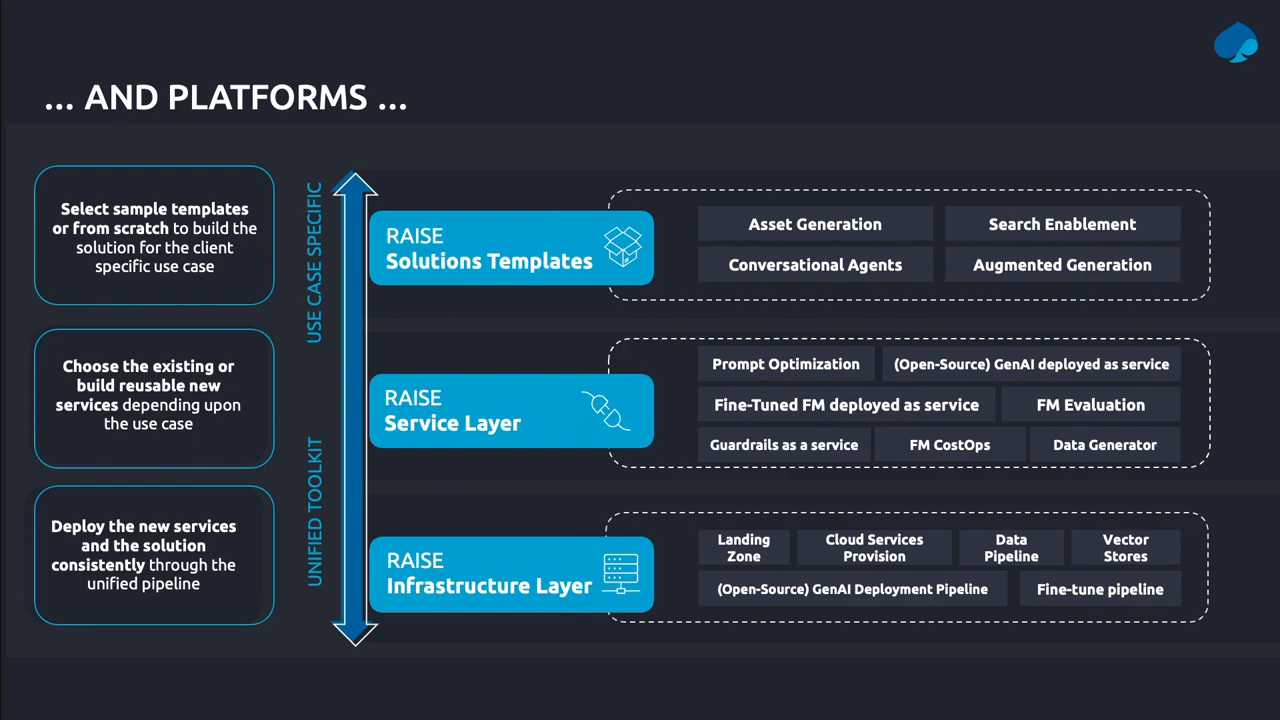 ... AND PLATFORMS ...
Select sample templates
or from scratch to build the
solution for the client
specific use case
Choose the existing or
build reusable new
services depending upon
the use case
Deploy the new services
and the solution
consistently through the
unified pipeline
USE CASE SPECIFIC
UNIFIED TOOLKIT
RAISE
Solutions Templates
Asset Generation
Search Enablement
Conversational Agents
Augmented Generation
RAISE
Service Layer
Prompt Optimization
(Open-Source) GenAI deployed as service
Fine-Tuned FM deployed as service
FM Evaluation
Guardrails as a service
FM CostOps
Data Generator
RAISE
Infrastructure Layer
Landing
Zone
Cloud Services
Provision
Data
Pipeline
Vector
Stores
(Open-Source) GenAI Deployment Pipeline
Fine-tune pipeline